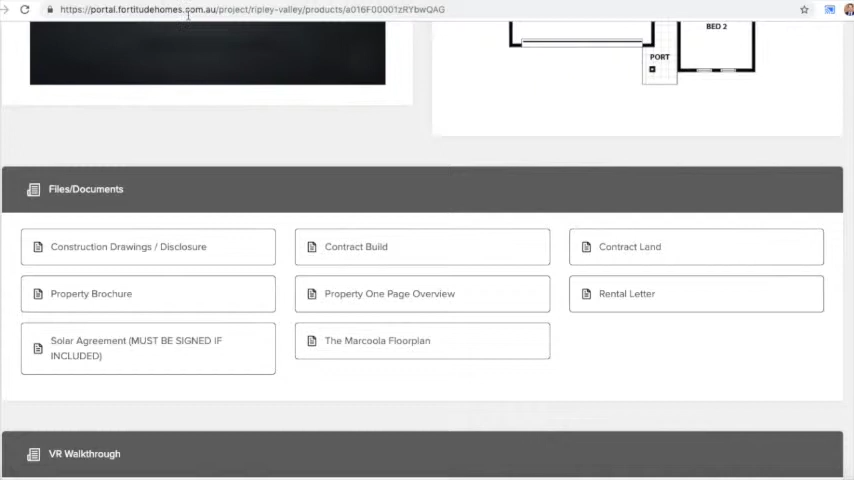 https://portal.fortitudehomes.com.au/project/ripley-valley/products/a016F00001zRYbwQAG
BED 2
PORT
Files/Documents
Construction Drawings / Disclosure
Contract Build
Contract Land
Property Brochure
Property One Page Overview
Rental Letter
Solar Agreement (MUST BE SIGNED IF
INCLUDED)
The Marcoola Floorplan
VR Walkthrough